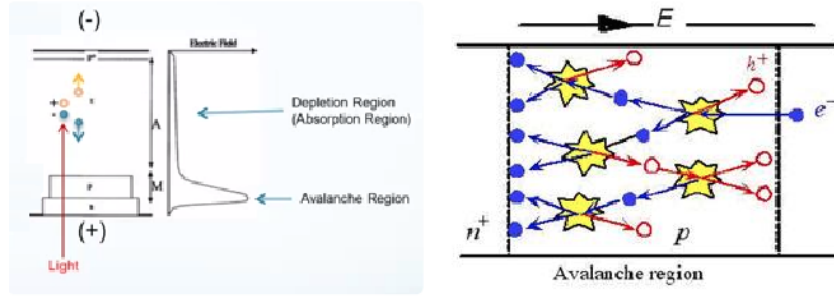 (-)
Electric Field
P++
+
-
A
Depletion Region
(Absorption Region)
P
M
n
Avalanche Region
(+)
Light
E
h+
e−
n+
p
Avalanche region